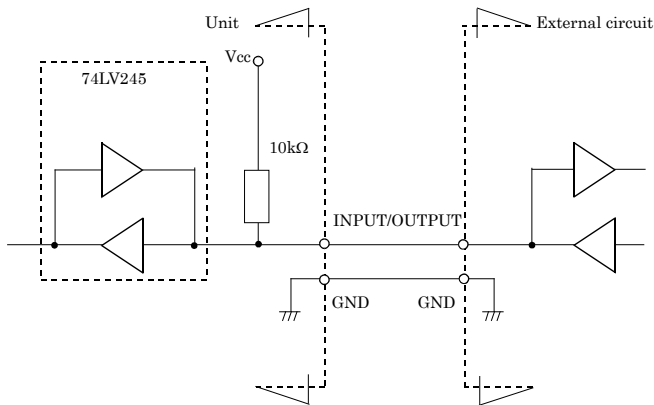 Unit
External circuit
Vcc
74LV245
10kΩ
INPUT/OUTPUT
GND
GND